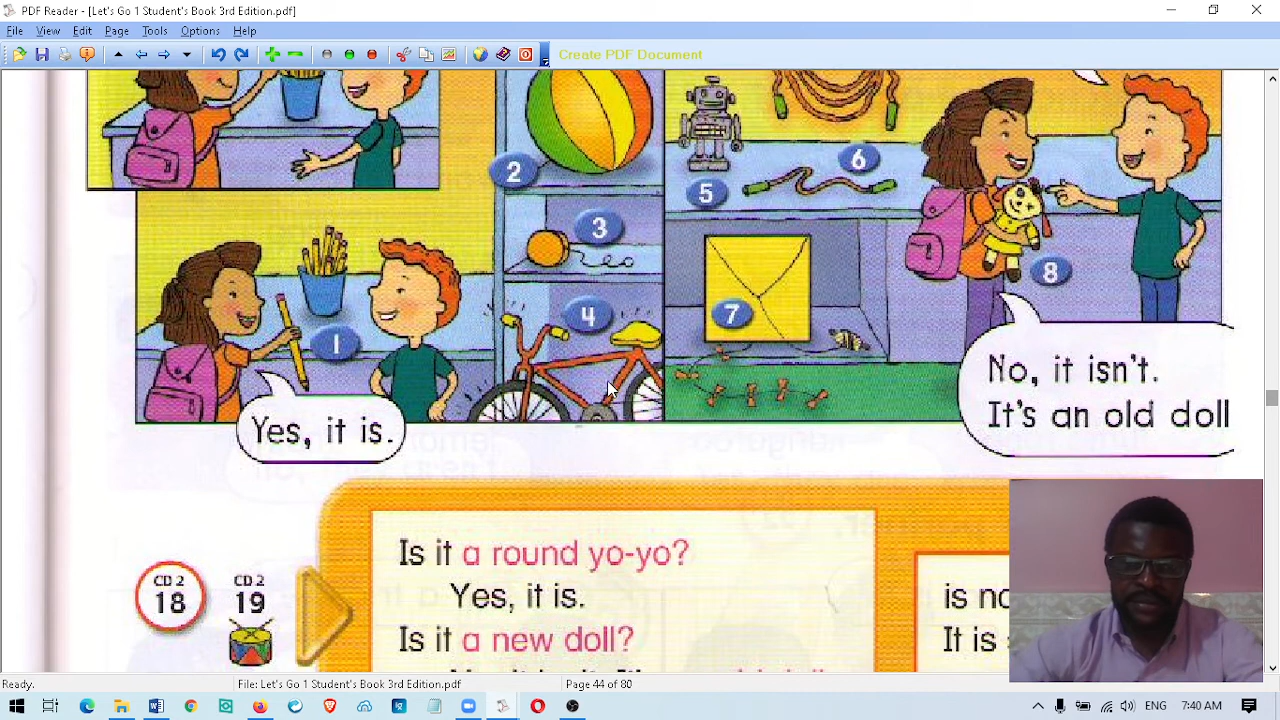 PDF Reader - [Let's Go 1 Student's Book 3rd Edition.pdf]
File View Edit Page Tools Options Help
Create PDF Document
2
6
5
3
8
4
7
1
No, it isn't.
It's an old doll
Yes, it is.
Is it a round yo-yo?
Yes, it is.
Is it a new doll?
CD 2
18
CD 2
19
It is
Ready.
File: Let's Go 1 Student's Book 3rd Edition.pdf
Page 44 of 80
ENG
7:40 AM